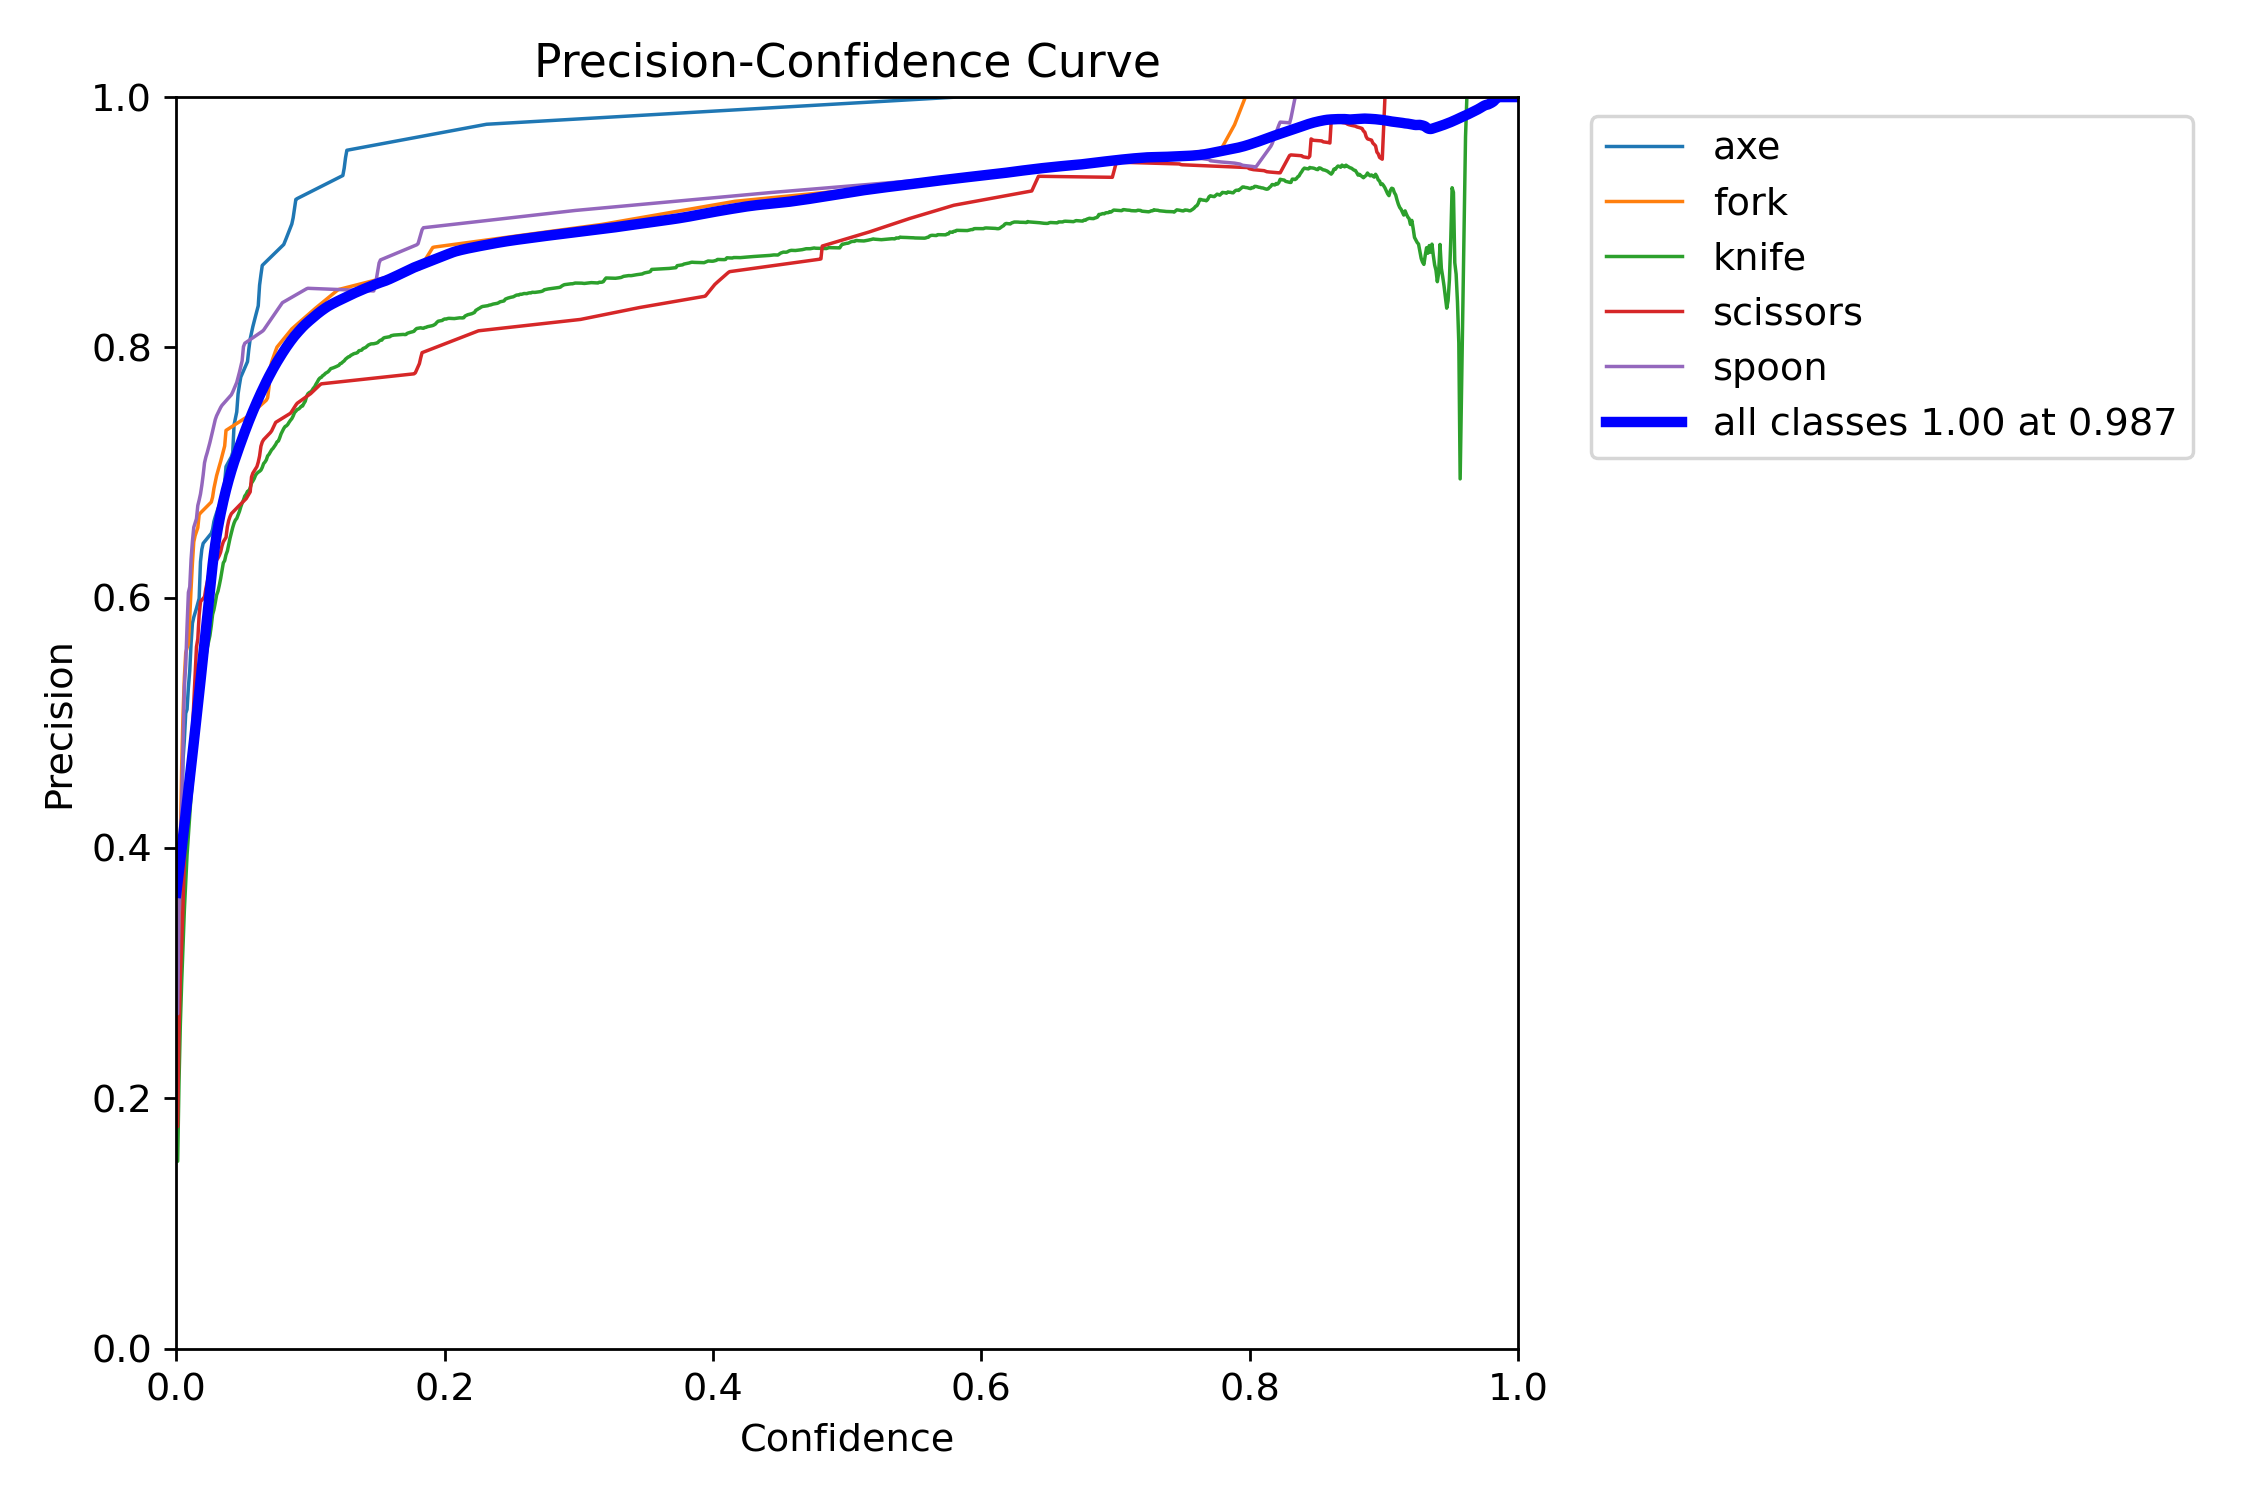 Precision-Confidence Curve
1.0
0.8
0.6
0.4
0.2
0.0
Precision
0.0 0.2 0.4 0.6 0.8 1.0
Confidence
axe
fork
knife
scissors
spoon
all classes 1.00 at 0.987